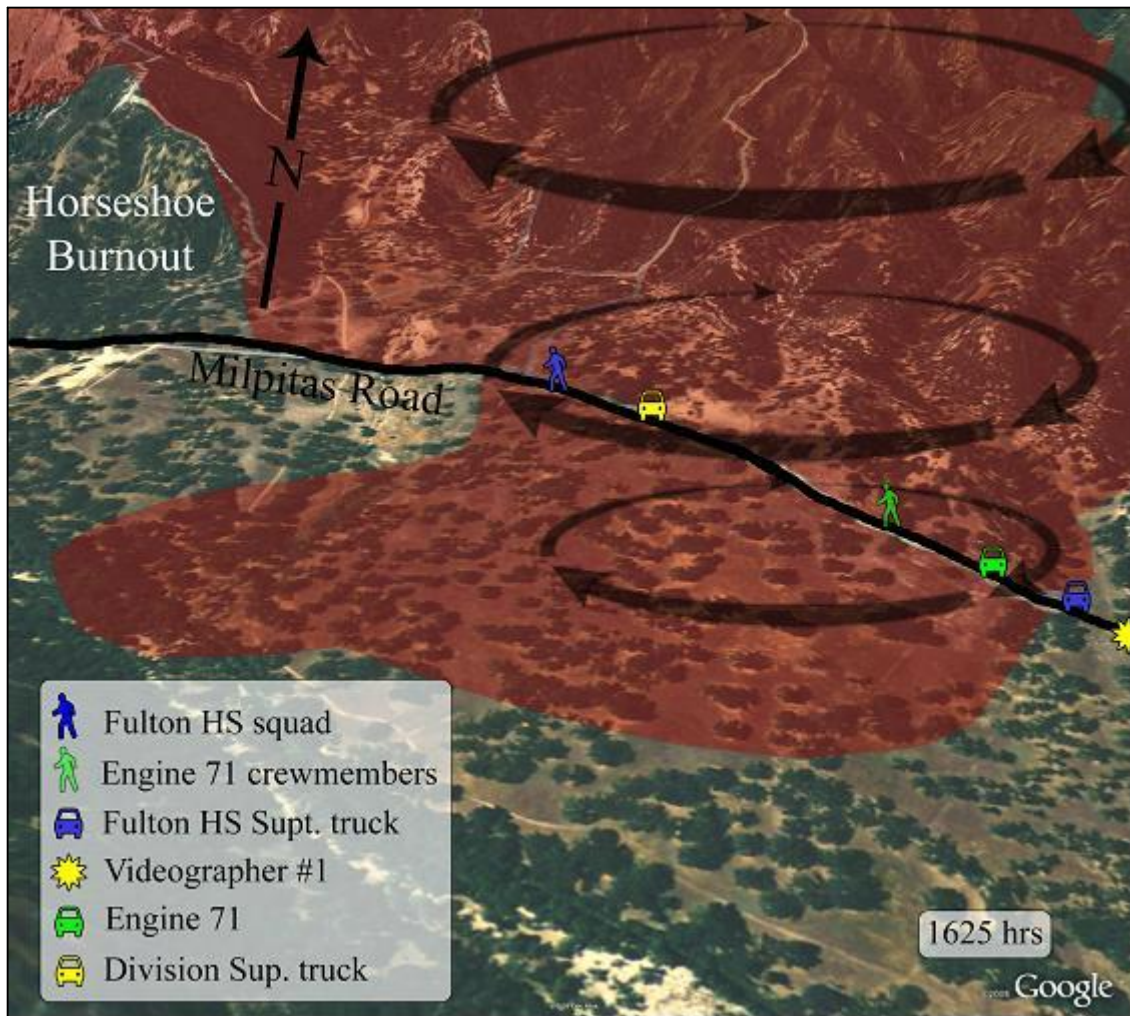 N
Horseshoe
Burnout
Milpitas Road
Fulton HS squad
Engine 71 crewmembers
Fulton HS Supt. truck
Videographer #1
Engine 71
Division Sup. truck
1625 hrs
Google